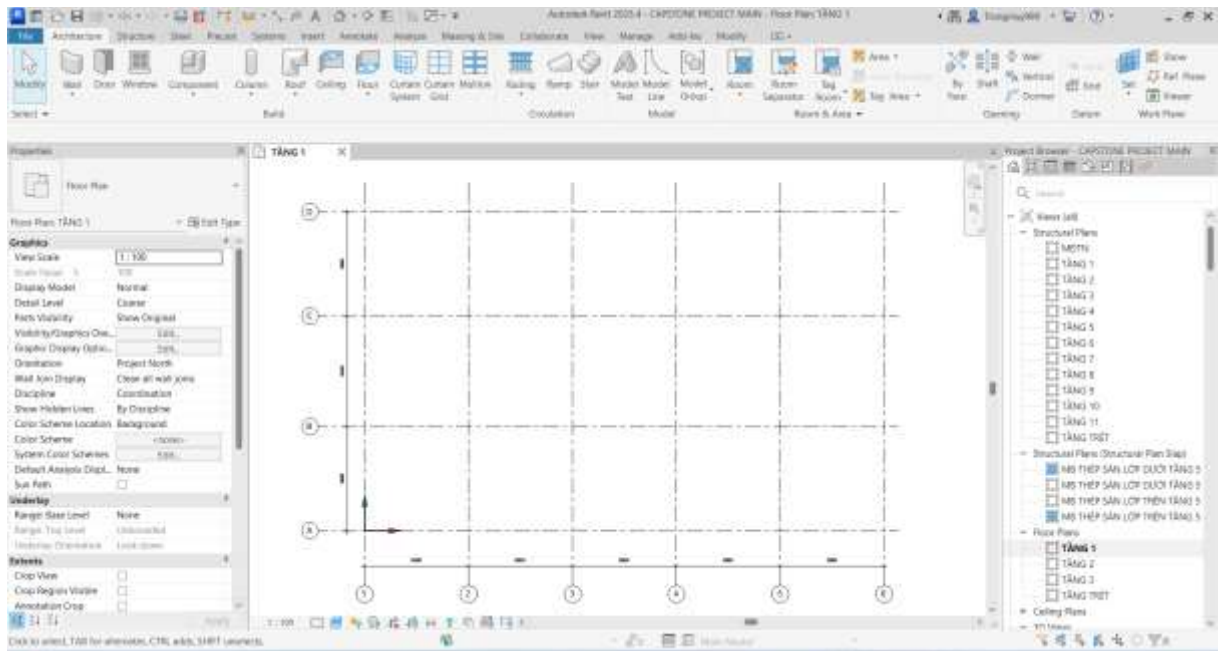 Autodesk Revit 2025.4 - CAPSTONE PROJECT MAIN - Floor Plan: TẦNG 1
File Architecture Structure Steel Precast Systems Insert Annotate Analyze Massing & Site Collaborate View Manage Add-Ins Modify
Modify Wall Door Window Component Column Roof Ceiling Floor Curtain System Curtain Grid Mullion Railing Ramp Stair Model Text Model Line Model Group Room Room Separator Tag Room Area Tag Area By Face Shaft Wall Vertical Dormer Grid Set Show Ref Plane Viewer
Select Build Circulation Model Room & Area Opening Datum Work Plane
Properties
Floor Plan
Floor Plan: TẦNG 1 Edit Type
Graphics
View Scale 1 : 100
Scale Value 1: 100
Display Model Normal
Detail Level Coarse
Parts Visibility Show Original
Visibility/Graphics Ove... Edit...
Graphic Display Optio... Edit...
Orientation Project North
Wall Join Display Clean all wall joins
Discipline Coordination
Show Hidden Lines By Discipline
Color Scheme Location Background
Color Scheme <none>
System Color Schemes Edit...
Default Analysis Displ... None
Sun Path
Underlay
Range: Base Level None
Range: Top Level Unbounded
Underlay Orientation Look down
Extents
Crop View
Crop Region Visible
Annotation Crop
TẦNG 1
D
C
B
A
1 2 3 4 5 6
1 : 100
Project Browser - CAPSTONE PROJECT MAIN
Search
Views (all)
Structural Plans
MĐTN
TẦNG 1
TẦNG 2
TẦNG 3
TẦNG 4
TẦNG 5
TẦNG 6
TẦNG 7
TẦNG 8
TẦNG 9
TẦNG 10
TẦNG 11
TẦNG TRỆT
Structural Plans (Structural Plan Slap)
MB THÉP SÀN LỚP DƯỚI TẦNG 5
MB THÉP SÀN LỚP DƯỚI TẦNG 5
MB THÉP SÀN LỚP TRÊN TẦNG 5
MB THÉP SÀN LỚP TRÊN TẦNG 5
Floor Plans
TẦNG 1
TẦNG 2
TẦNG 3
TẦNG TRỆT
Ceiling Plans
3D Views
Click to select, TAB for alternates, CTRL adds, SHIFT unselects.
Main Model